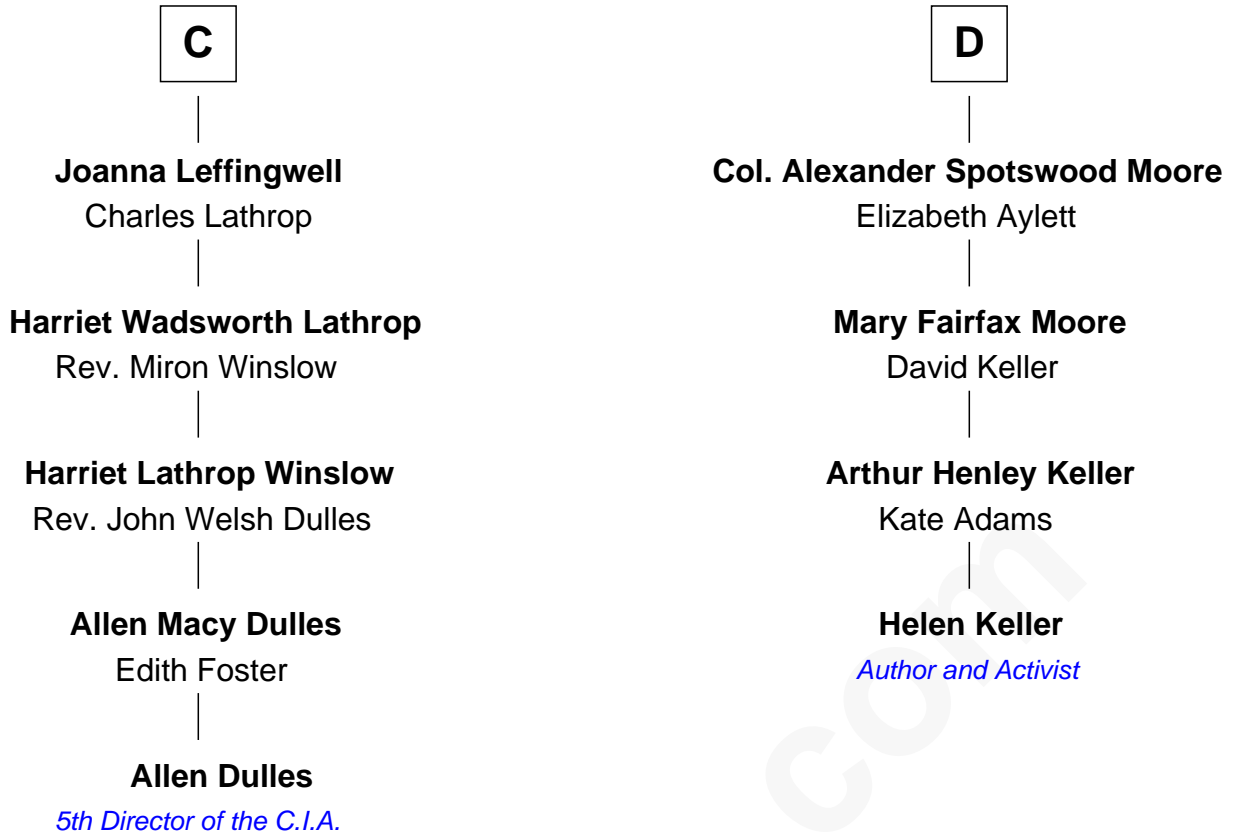 C
Joanna Leffingwell
Charles Lathrop
Harriet Wadsworth Lathrop
Rev. Miron Winslow
Harriet Lathrop Winslow
Rev. John Welsh Dulles
Allen Macy Dulles
Edith Foster
Allen Dulles
5th Director of the C.I.A.
D
Col. Alexander Spotswood Moore
Elizabeth Aylett
Mary Fairfax Moore
David Keller
Arthur Henley Keller
Kate Adams
Helen Keller
Author and Activist
com